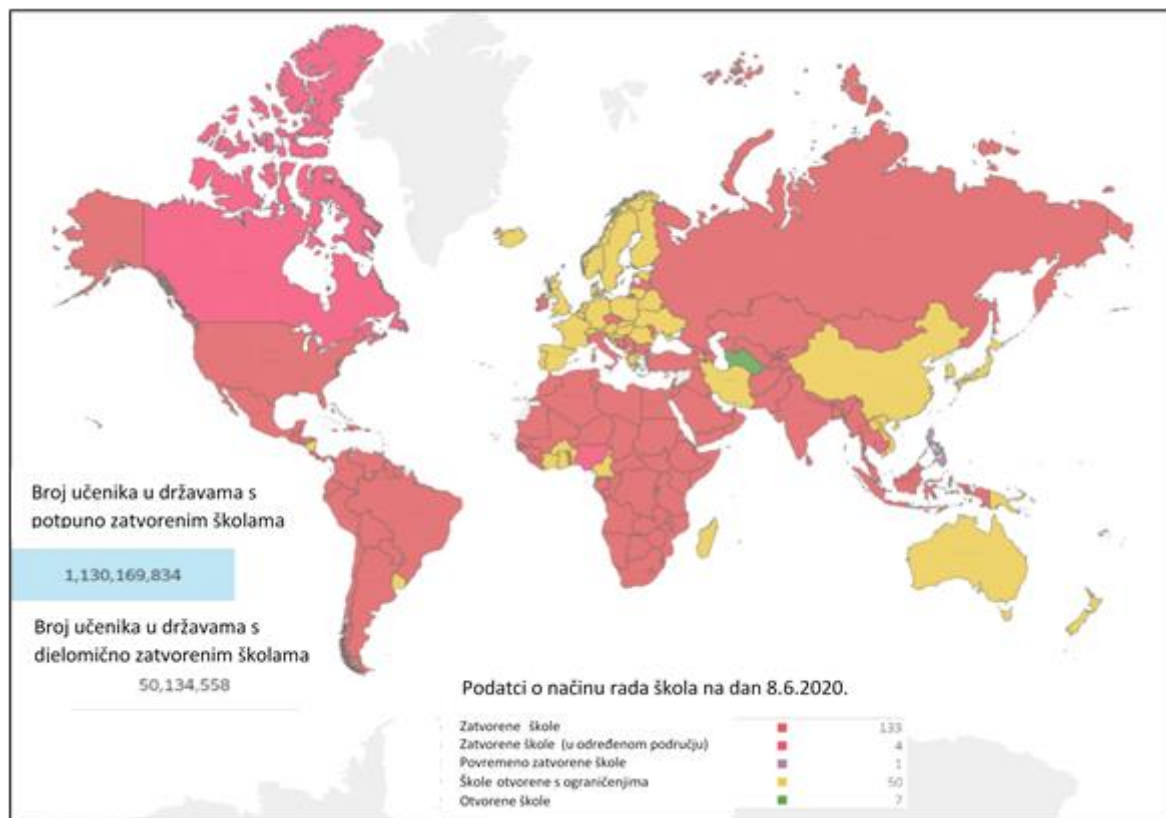 Broj učenika u državama s
potpuno zatvorenim školama
1,130,169,834
Broj učenika u državama s
djelomično zatvorenim školama
50,134,558
Podatci o načinu rada škola na dan 8.6.2020.
Zatvorene škole 133
Zatvorene škole (u određenom području) 4
Povremeno zatvorene škole 1
Škole otvorene s ograničenjima 50
Otvorene škole 7